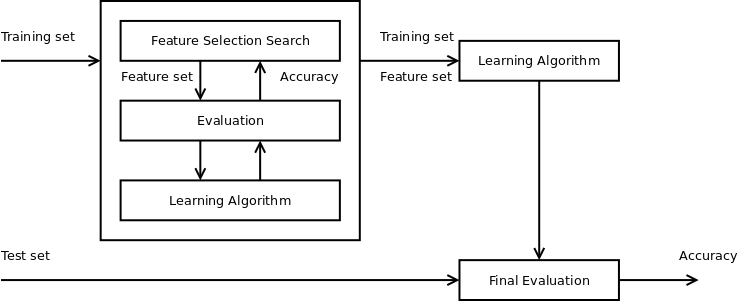 Training set
Feature Selection Search
Training set
Learning Algorithm
Feature set
Accuracy
Feature set
Evaluation
Learning Algorithm
Test set
Accuracy
Final Evaluation